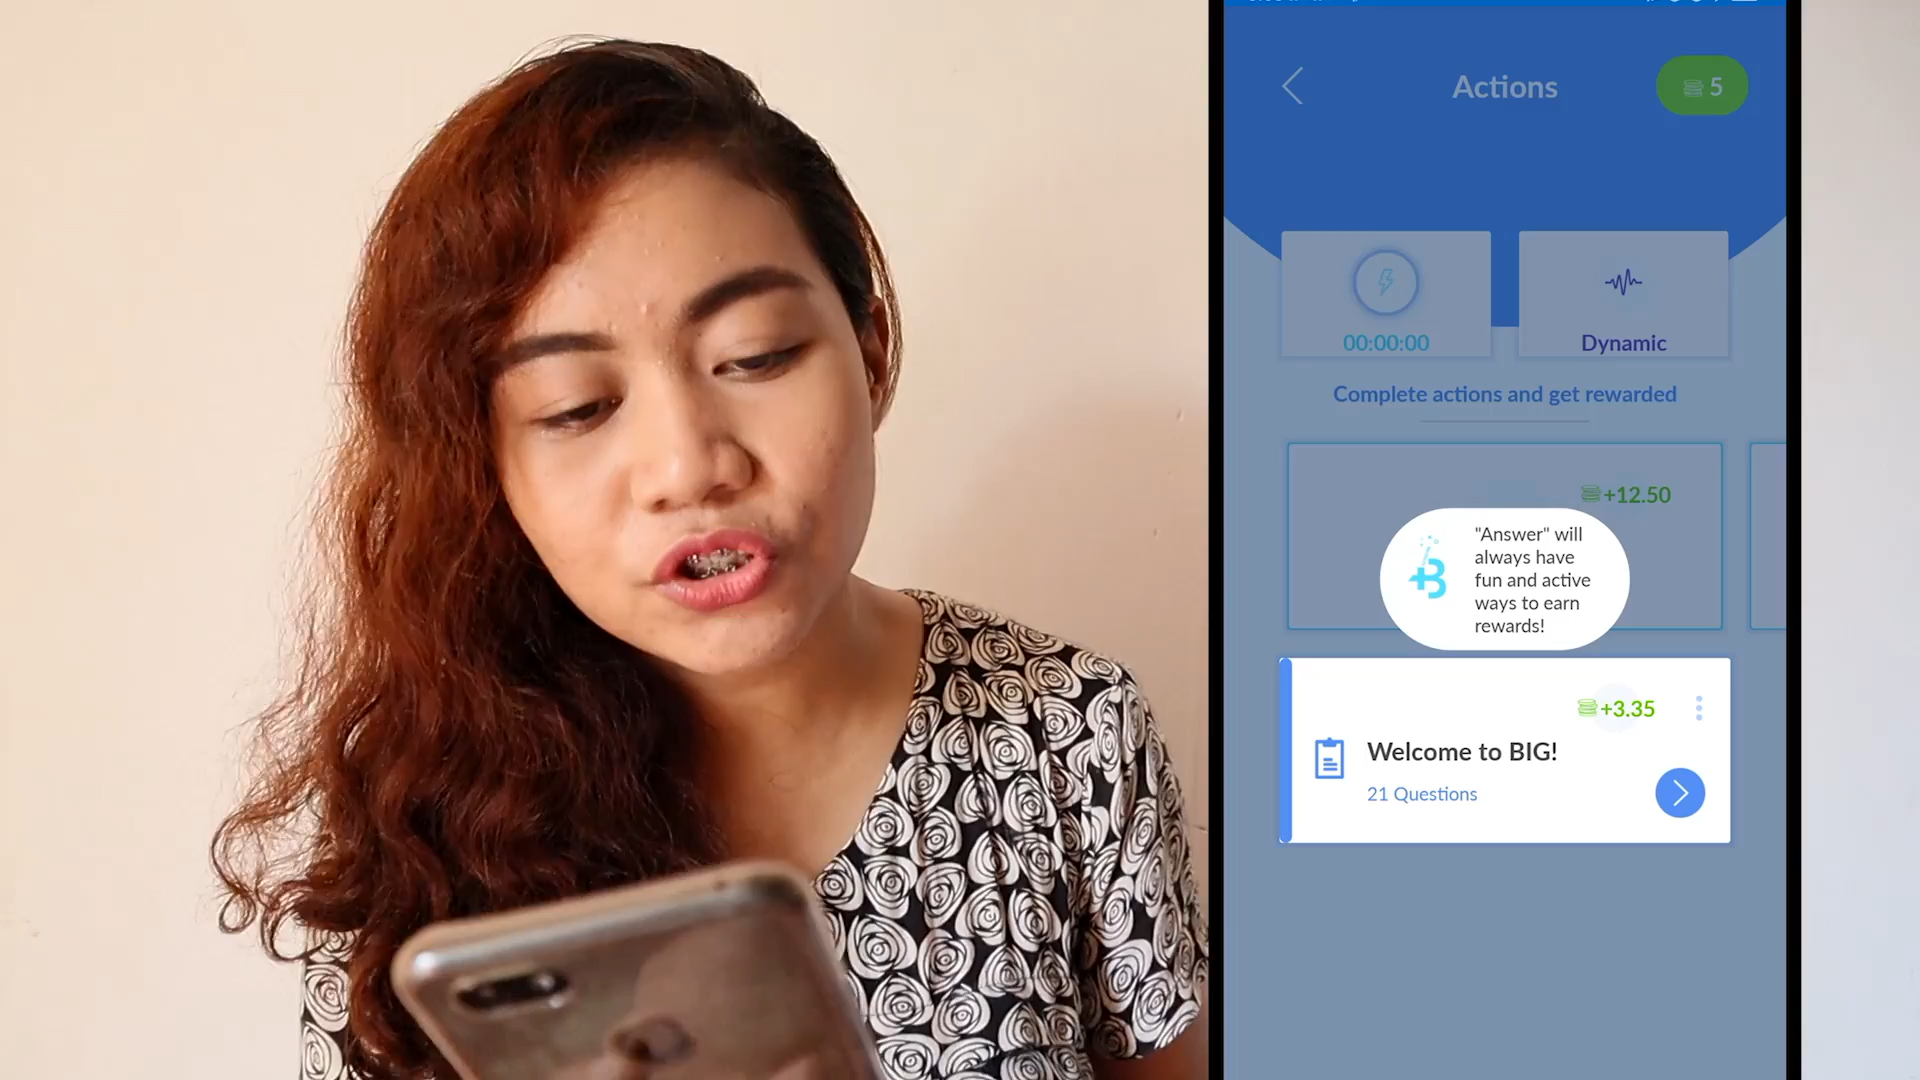 Actions
5
00:00:00
Dynamic
Complete actions and get rewarded
+12.50
"Answer" will
always have
fun and active
ways to earn
rewards!
+3.35
Welcome to BIG!
21 Questions